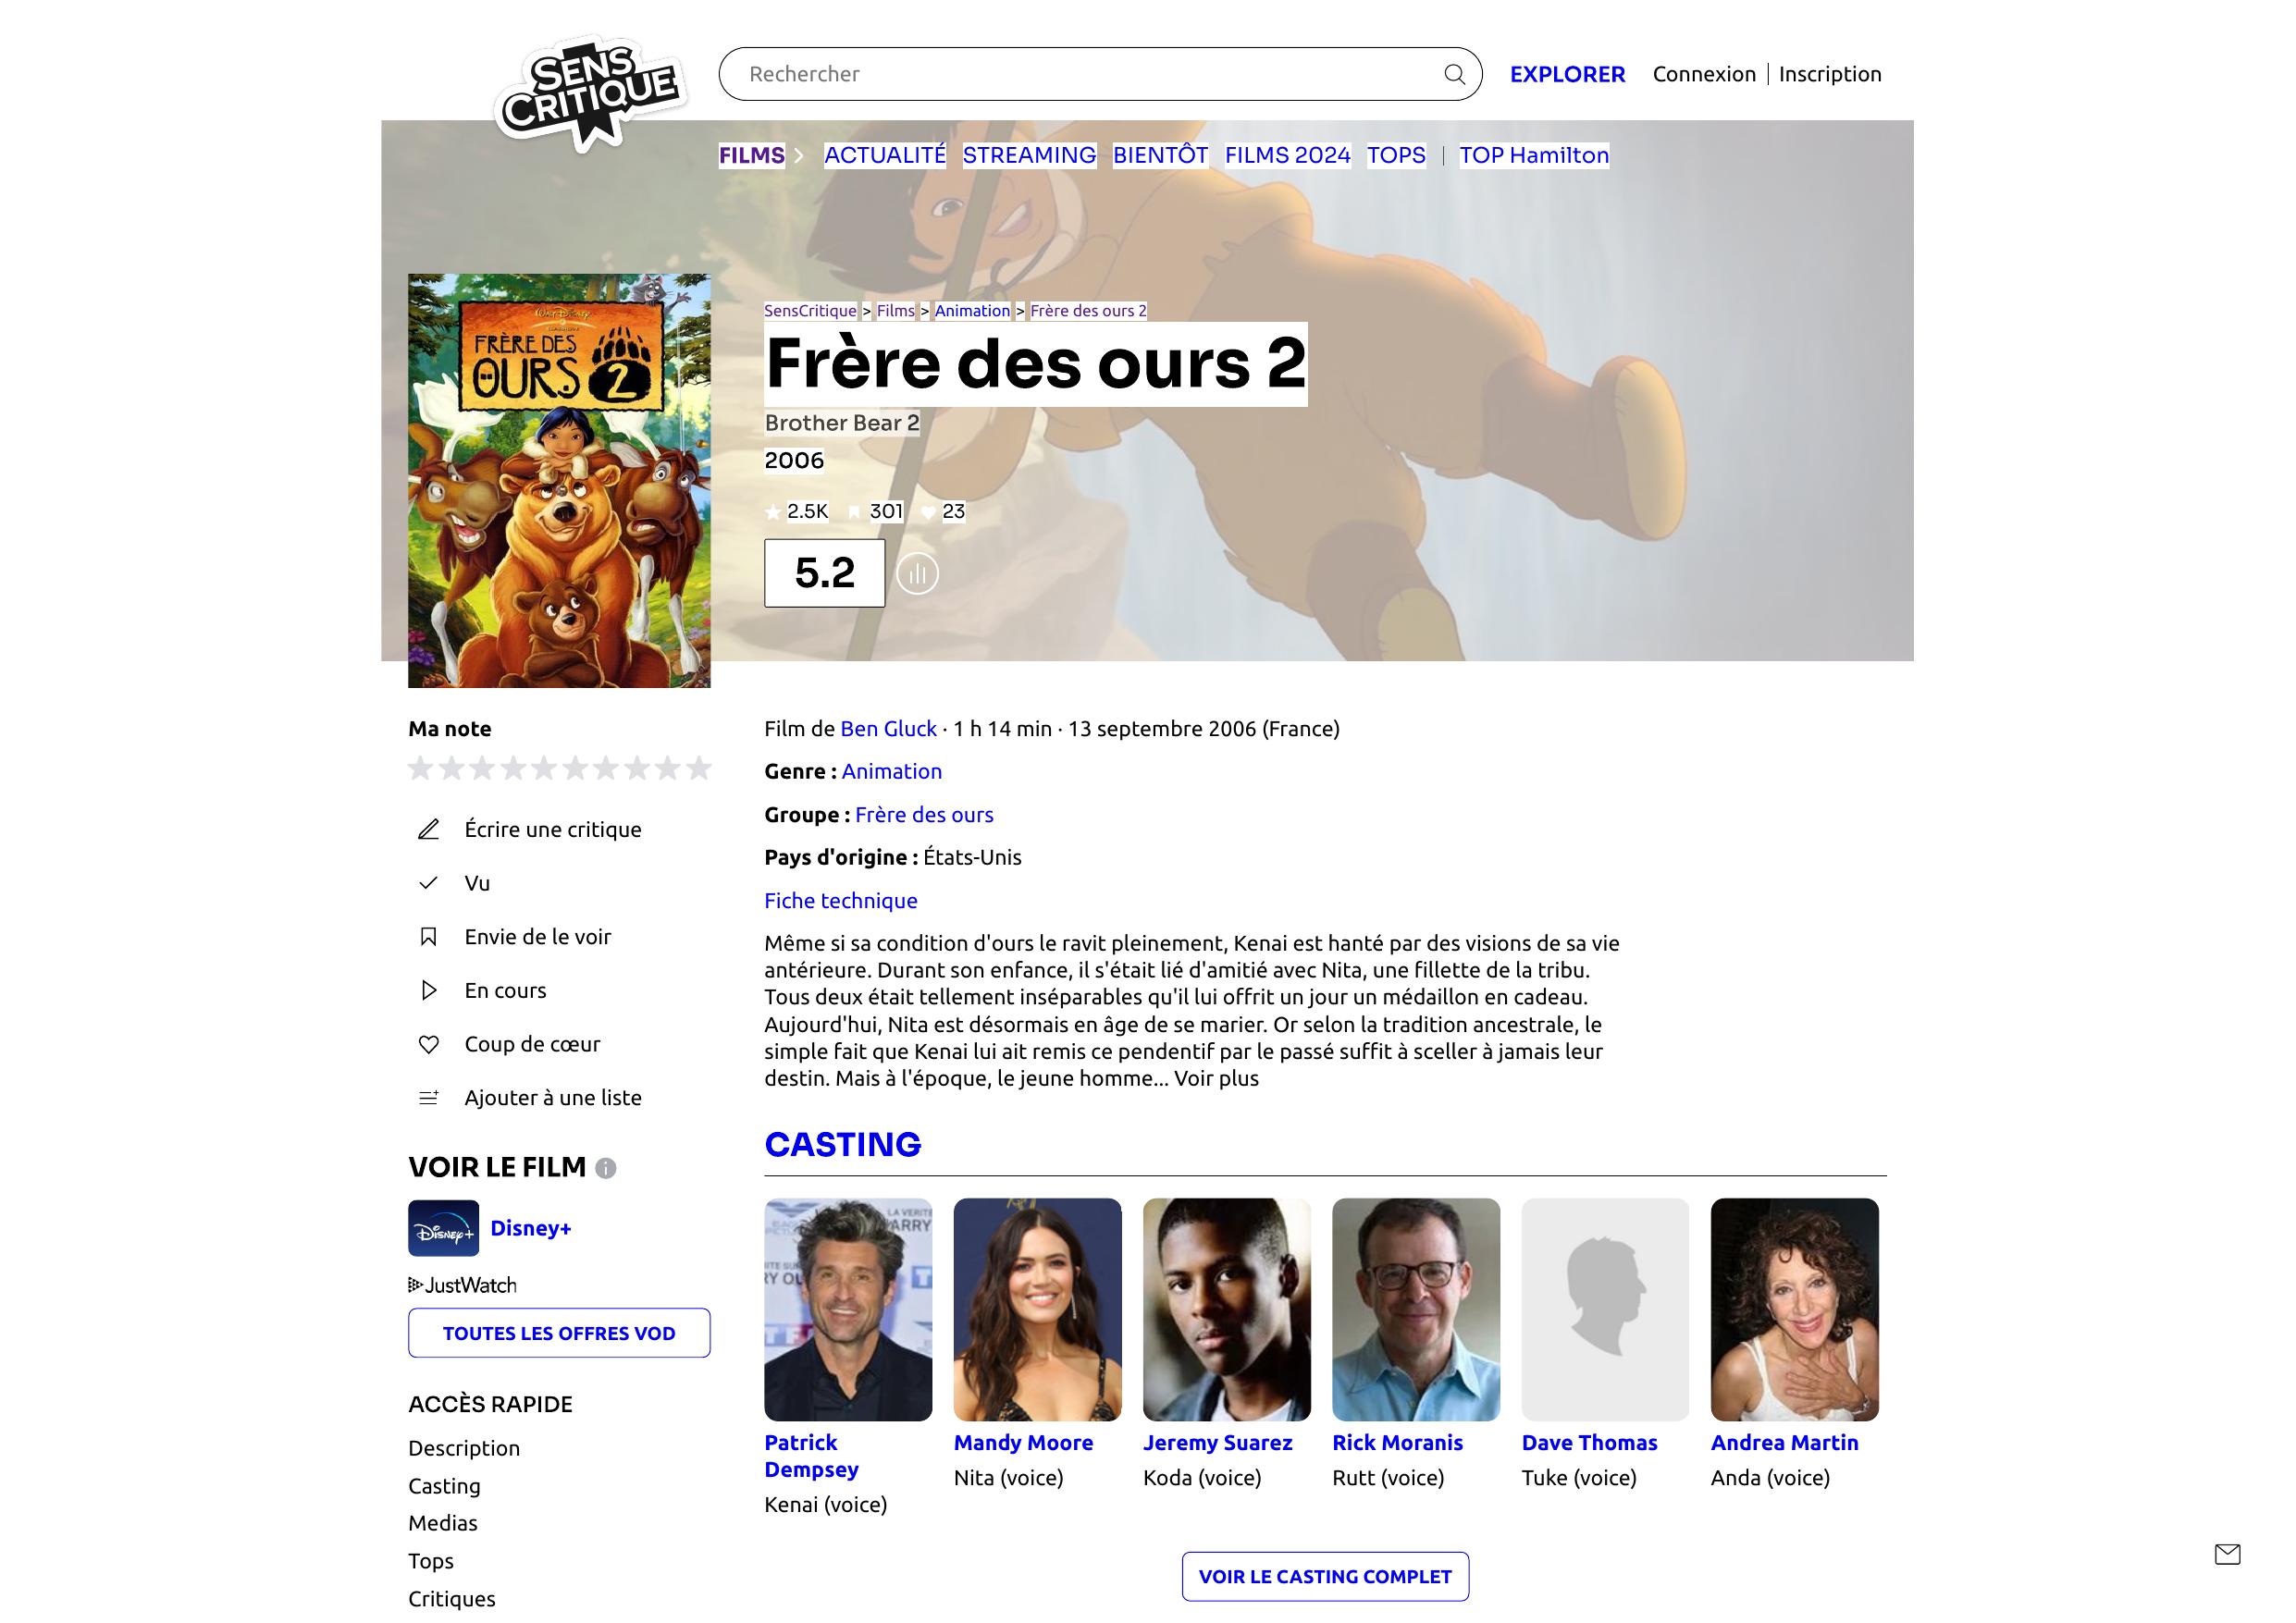 SENS
CRITIQUE
Rechercher
EXPLORER
Connexion | Inscription
FILMS
ACTUALITÉ
STREAMING
BIENTÔT
FILMS 2024
TOPS
|
TOP Hamilton
Walt Disney
FRÈRE DES
OURS 2
SensCritique > Films > Animation > Frère des ours 2
Frère des ours 2
Brother Bear 2
2006
2.5K
301
23
5.2
Ma note
Écrire une critique
Vu
Envie de le voir
En cours
Coup de cœur
Ajouter à une liste
VOIR LE FILM
Disney+
Disney+
JustWatch
TOUTES LES OFFRES VOD
ACCÈS RAPIDE
Description
Casting
Medias
Tops
Critiques
Film de Ben Gluck · 1 h 14 min · 13 septembre 2006 (France)
Genre : Animation
Groupe : Frère des ours
Pays d'origine : États-Unis
Fiche technique
Même si sa condition d'ours le ravit pleinement, Kenai est hanté par des visions de sa vie
antérieure. Durant son enfance, il s'était lié d'amitié avec Nita, une fillette de la tribu.
Tous deux était tellement inséparables qu'il lui offrit un jour un médaillon en cadeau.
Aujourd'hui, Nita est désormais en âge de se marier. Or selon la tradition ancestrale, le
simple fait que Kenai lui ait remis ce pendentif par le passé suffit à sceller à jamais leur
destin. Mais à l'époque, le jeune homme... Voir plus
CASTING
LA VERITE
ARRY
Patrick
Dempsey
Kenai (voice)
Mandy Moore
Nita (voice)
Jeremy Suarez
Koda (voice)
Rick Moranis
Rutt (voice)
Dave Thomas
Tuke (voice)
Andrea Martin
Anda (voice)
VOIR LE CASTING COMPLET